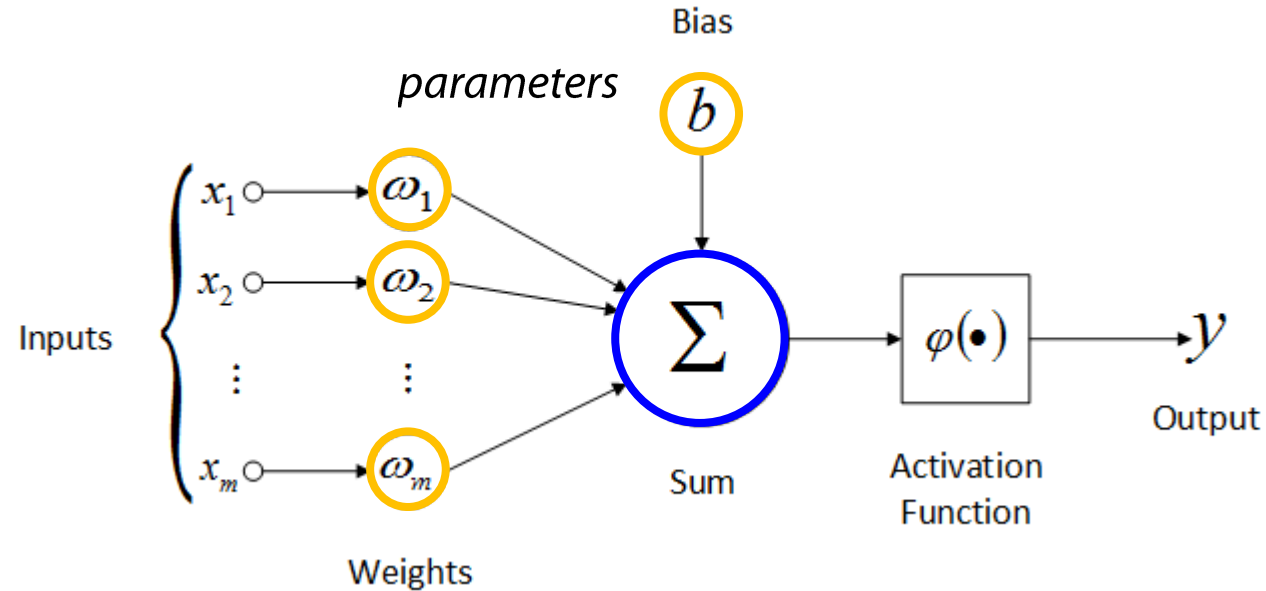 Bias
parameters
b
x₁ ω₁
x₂ ω₂
Inputs
Σ
φ(•)
y
⋮ ⋮
Output
xₘ ωₘ
Sum
Activation
Function
Weights